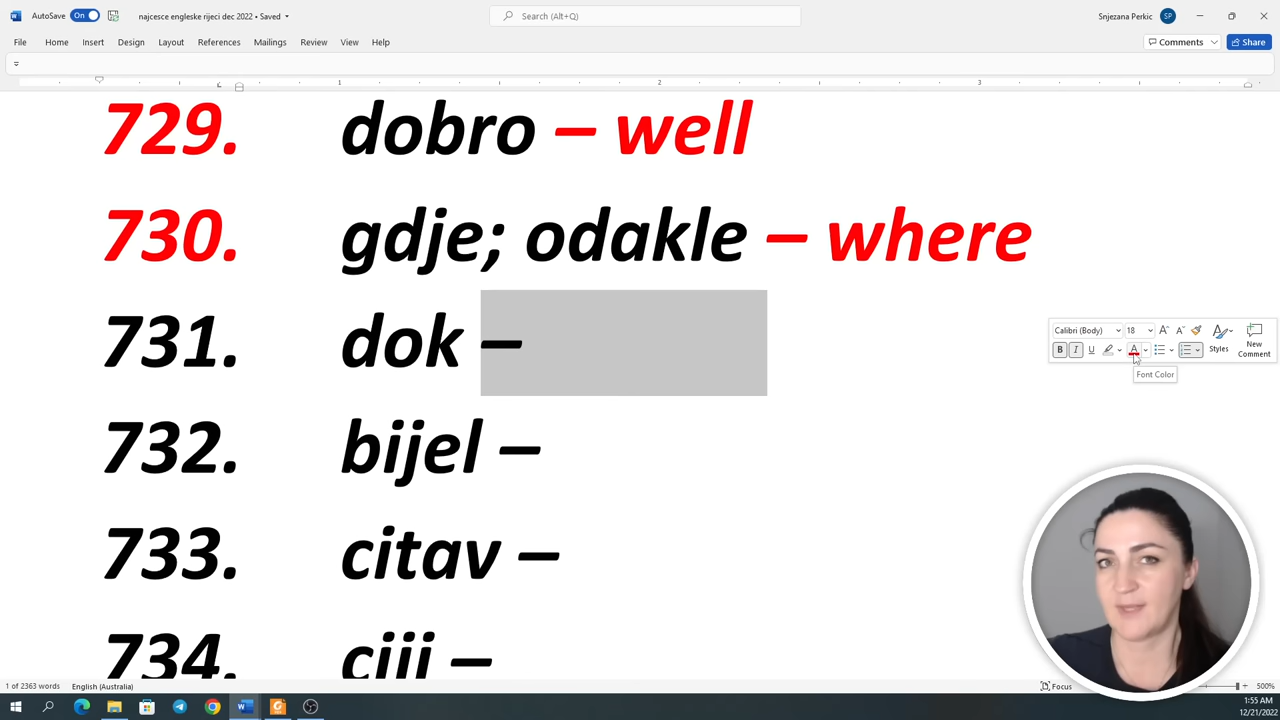 AutoSave On najcesce engleske rijeci dec 2022 • Saved Search (Alt+Q) Snjezana Perkic SP
File Home Insert Design Layout References Mailings Review View Help Comments Share
1 2 3
729. dobro – well
730. gdje; odakle – where
731. dok –
Calibri (Body) 18 A A Styles New Comment
B I U A
Font Color
732. bijel –
733. citav –
734. ciji –
1 of 2363 words English (Australia) Focus 500%
1:55 AM
12/21/2022